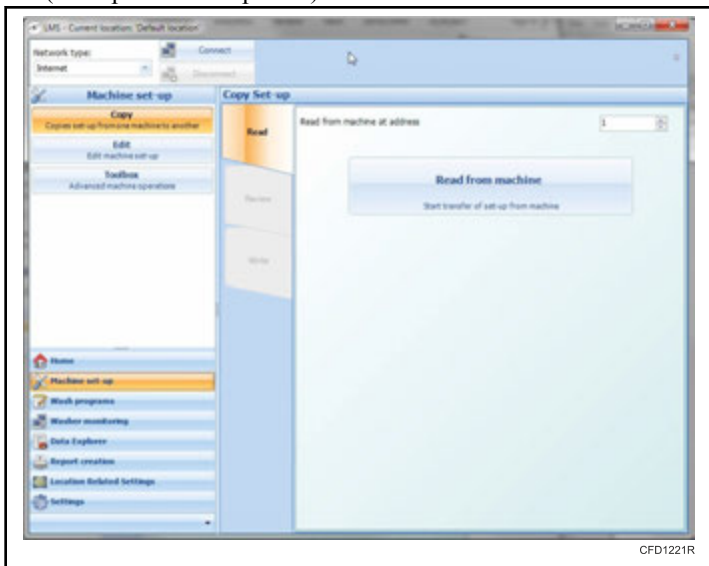 LMS - Current location: 'Default location'
Network type:
Internet
Connect
Disconnect
Machine set-up
Copy
Copies set-up from one machine to another
Edit
Edit machine set-up
Toolbox
Advanced machine operations
Home
Machine set-up
Wash programs
Washer monitoring
Data Explorer
Report creation
Location Related Settings
Settings
Copy Set-up
Read
Review
Write
Read from machine at address
1
Read from machine
Start transfer of set-up from machine
CFD1221R